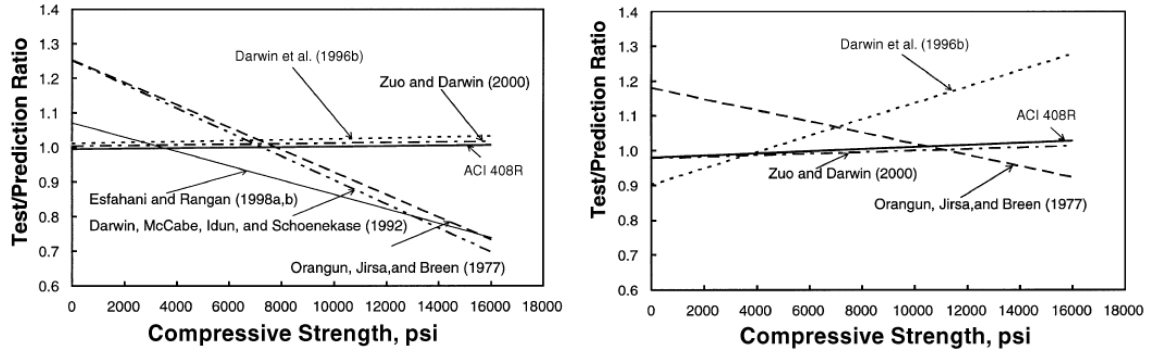 Test/Prediction Ratio
1.4
1.3
1.2
1.1
1.0
0.9
0.8
0.7
0.6
Darwin et al. (1996b)
Zuo and Darwin
(2000)
ACI 408R
Esfahani and Rangan (1998a,b)
Darwin, McCabe, Idun, and Schoenekase (1992)
Orangun, Jirsa,and Breen (1977)
0 2000 4000 6000 8000 10000 12000 14000 16000 18000
Compressive Strength, psi
Test/Prediction Ratio
1.4
1.3
1.2
1.1
1.0
0.9
0.8
0.7
0.6
Darwin et al. (1996b)
ACI 408R
Zuo and Darwin (2000)
Orangun, Jirsa,and Breen (1977)
0 2000 4000 6000 8000 10000 12000 14000 16000 18000
Compressive Strength, psi